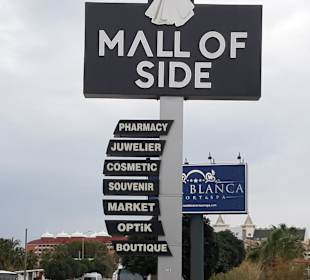 MALL OF
SIDE
PHARMACY
JUWELIER
COSMETIC
SOUVENIR
MARKET
OPTiK
BOUTIQUE
BLANCA